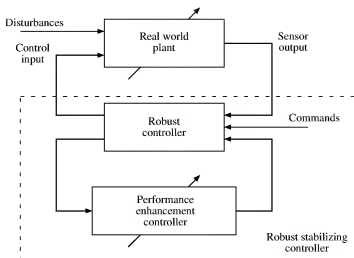 Disturbances
Control
input
Real world
plant
Sensor
output
Robust
controller
Commands
Performance
enhancement
controller
Robust stabilizing
controller